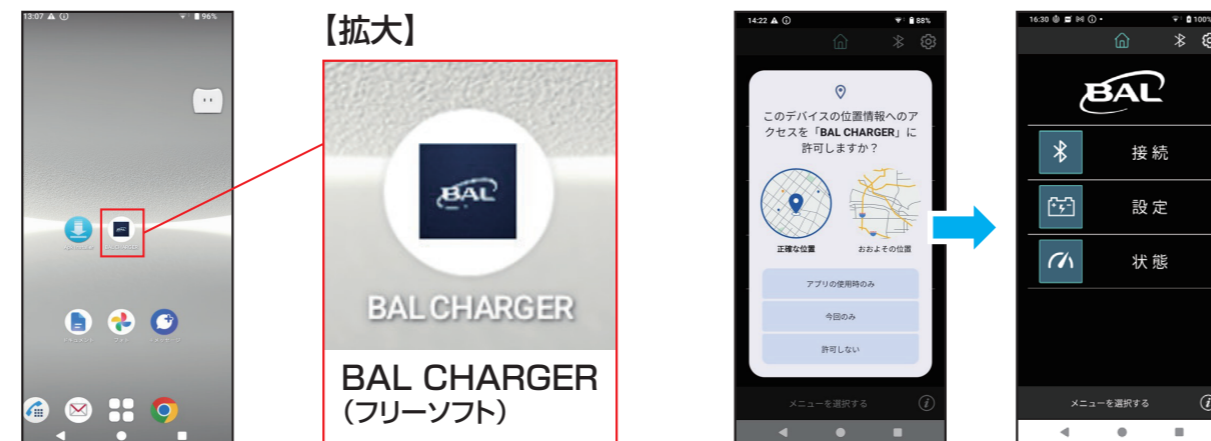 13:07
96%
【拡大】
BAL
BAL CHARGER
BAL CHARGER
（フリーソフト）
14:22
88%
このデバイスの位置情報へのア
クセスを「BAL CHARGER」に
許可しますか？
正確な位置
おおよその位置
アプリの使用時のみ
今回のみ
許可しない
メニューを選択する
16:30
100%
BAL
接続
設定
状態
メニューを選択する